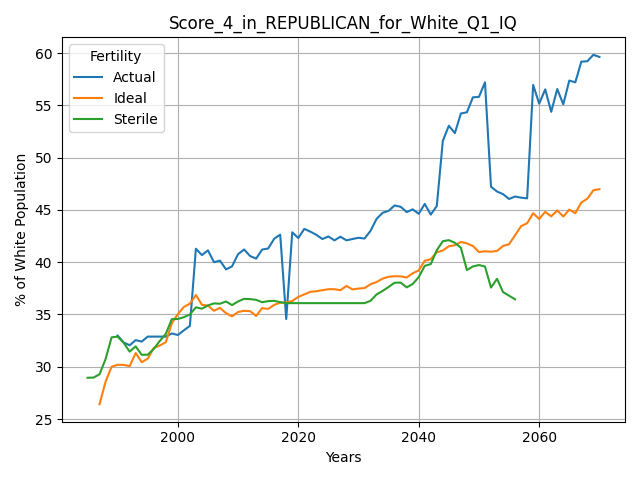 Score_4_in_REPUBLICAN_for_White_Q1_IQ
Fertility
Actual
Ideal
Sterile
% of White Population
60
55
50
45
40
35
30
25
2000
2020
2040
2060
Years